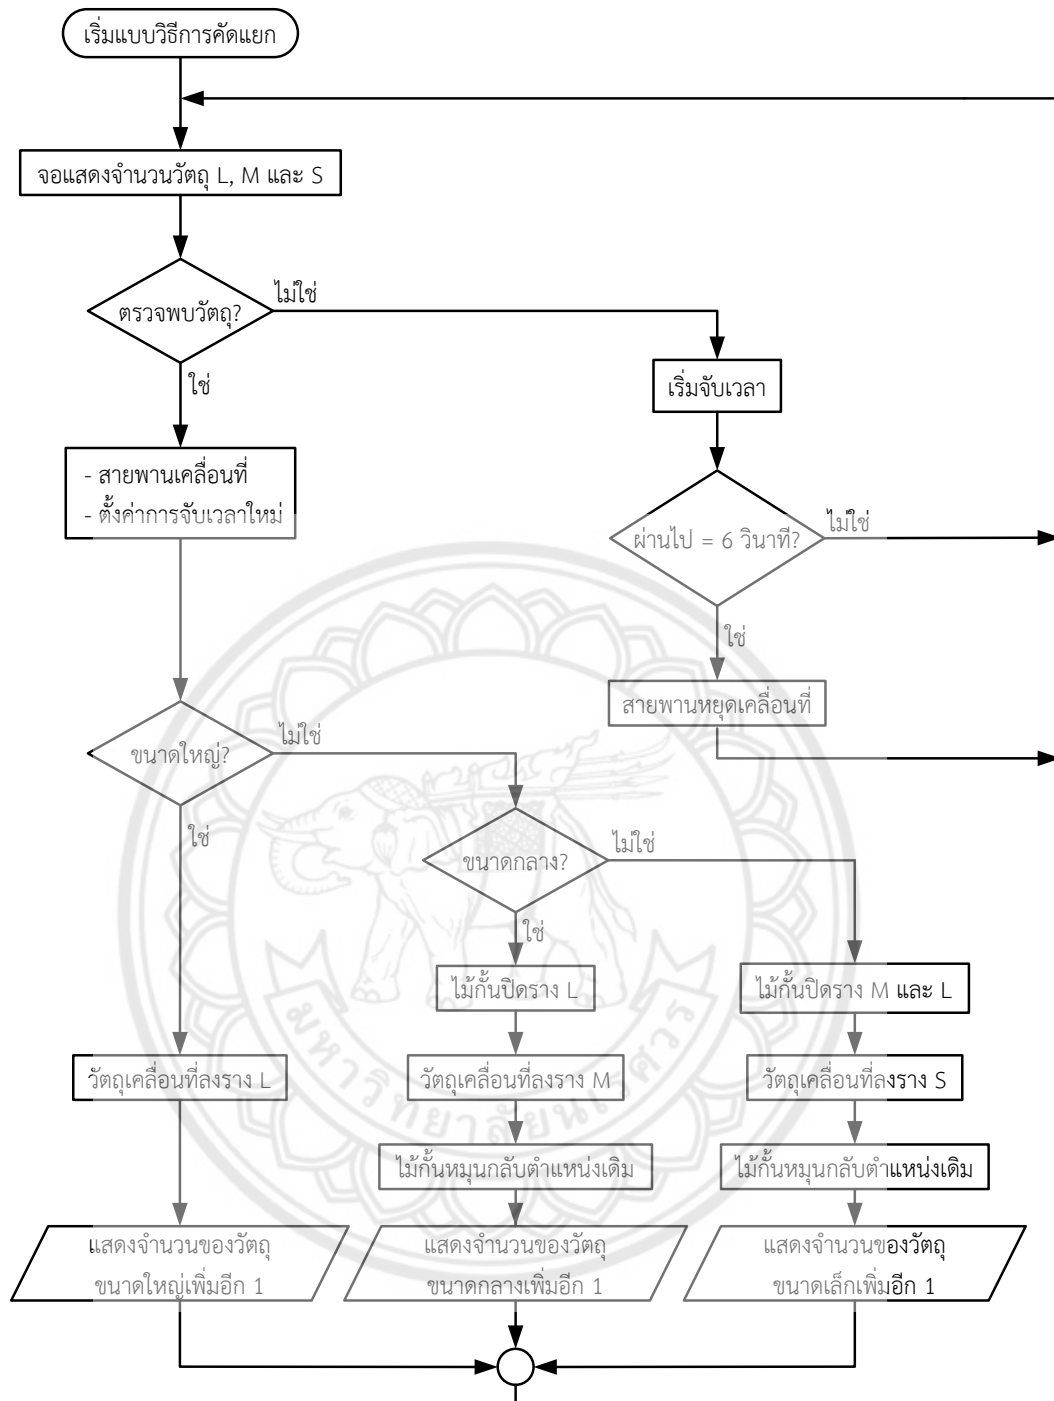 เริ่มแบบวิธีการคัดแยก
จอแสดงจำนวนวัตถุ L, M และ S
ตรวจพบวัตถุ?
ไม่ใช่
ใช่
เริ่มจับเวลา
- สายพานเคลื่อนที่
- ตั้งค่าการจับเวลาใหม่
ผ่านไป = 6 วินาที?
ไม่ใช่
ใช่
สายพานหยุดเคลื่อนที่
ขนาดใหญ่?
ไม่ใช่
ใช่
ขนาดกลาง?
ไม่ใช่
ใช่
ไม้กั้นปิดราง L
ไม้กั้นปิดราง M และ L
วัตถุเคลื่อนที่ลงราง L
วัตถุเคลื่อนที่ลงราง M
วัตถุเคลื่อนที่ลงราง S
ไม้กั้นหมุนกลับตำแหน่งเดิม
ไม้กั้นหมุนกลับตำแหน่งเดิม
แสดงจำนวนของวัตถุ
ขนาดใหญ่เพิ่มอีก 1
แสดงจำนวนของวัตถุ
ขนาดกลางเพิ่มอีก 1
แสดงจำนวนของวัตถุ
ขนาดเล็กเพิ่มอีก 1
มหาวิทยาลัยนเรศวร